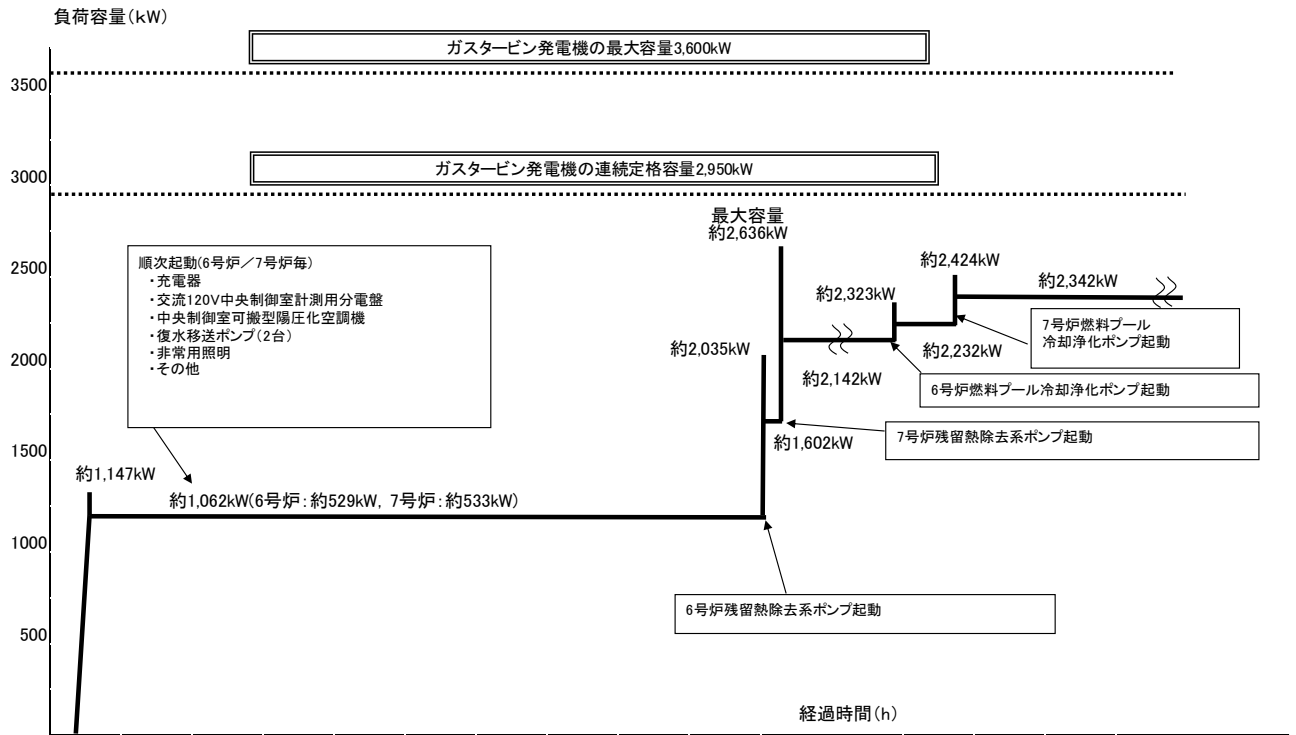 負荷容量(kW)
ガスタービン発電機の最大容量3,600kW
3500
ガスタービン発電機の連続定格容量2,950kW
3000
最大容量
約2,636kW
順次起動(6号炉／7号炉毎)
・充電器
・交流120V中央制御室計測用分電盤
・中央制御室可搬型陽圧化空調機
・復水移送ポンプ(2台)
・非常用照明
・その他
2500
約2,424kW
約2,342kW
約2,323kW
7号炉燃料プール
冷却浄化ポンプ起動
約2,035kW
約2,232kW
2000
約2,142kW
6号炉燃料プール冷却浄化ポンプ起動
7号炉残留熱除去系ポンプ起動
約1,602kW
1500
約1,147kW
約1,062kW(6号炉：約529kW，7号炉：約533kW)
1000
6号炉残留熱除去系ポンプ起動
500
経過時間(h)